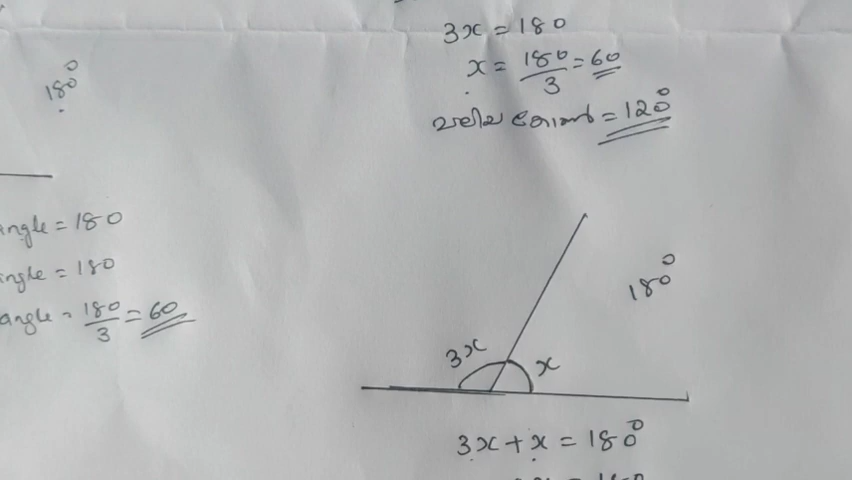 180°
angle = 180
angle = 180
angle = 180/3 = 60
3x = 180
x = 180/3 = 60
വലിയ കോൺ = 120°
180°
3x
x
3x + x = 180°